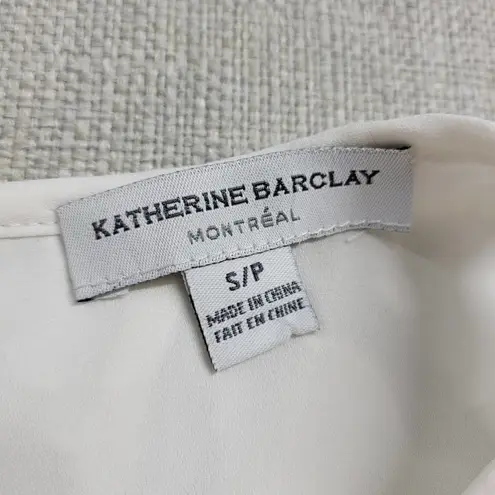 KATHERINE BARCLAY
MONTRÉAL
S/P
MADE IN CHINA
FAIT EN CHINE